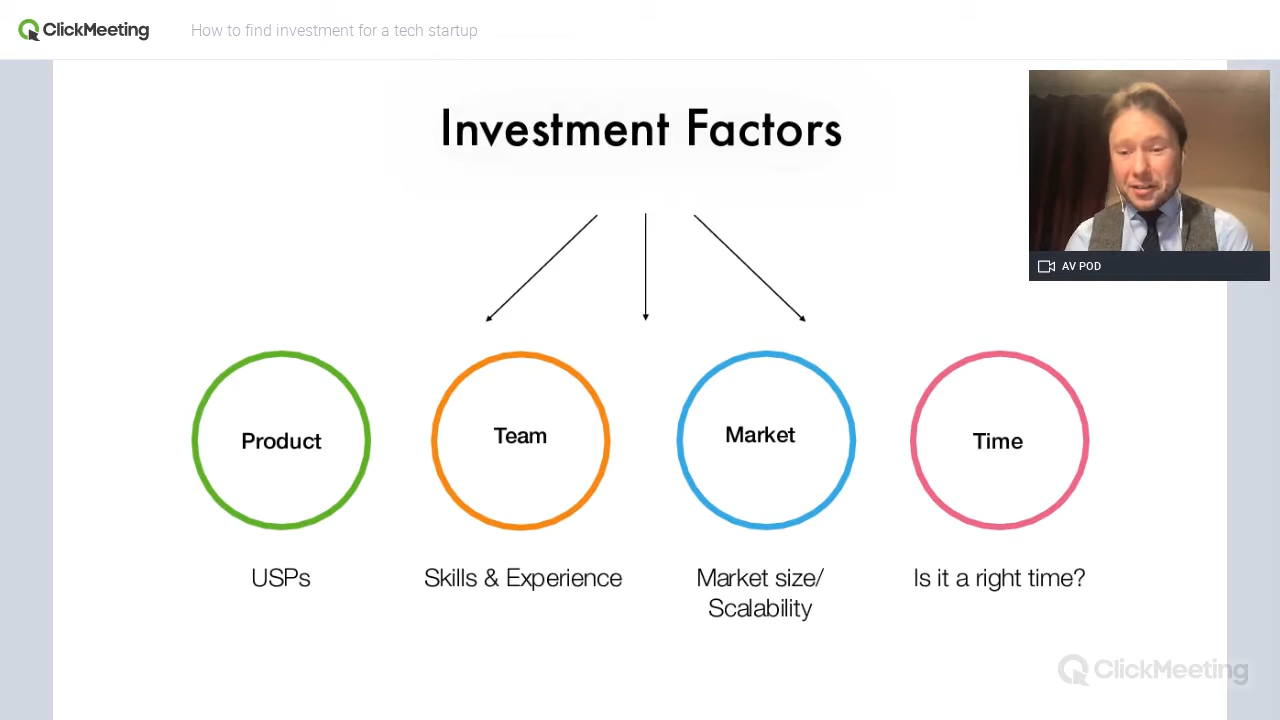 ClickMeeting
How to find investment for a tech startup
Investment Factors
AV POD
Product
Team
Market
Time
USPs
Skills & Experience
Market size/
Scalability
Is it a right time?
ClickMeeting